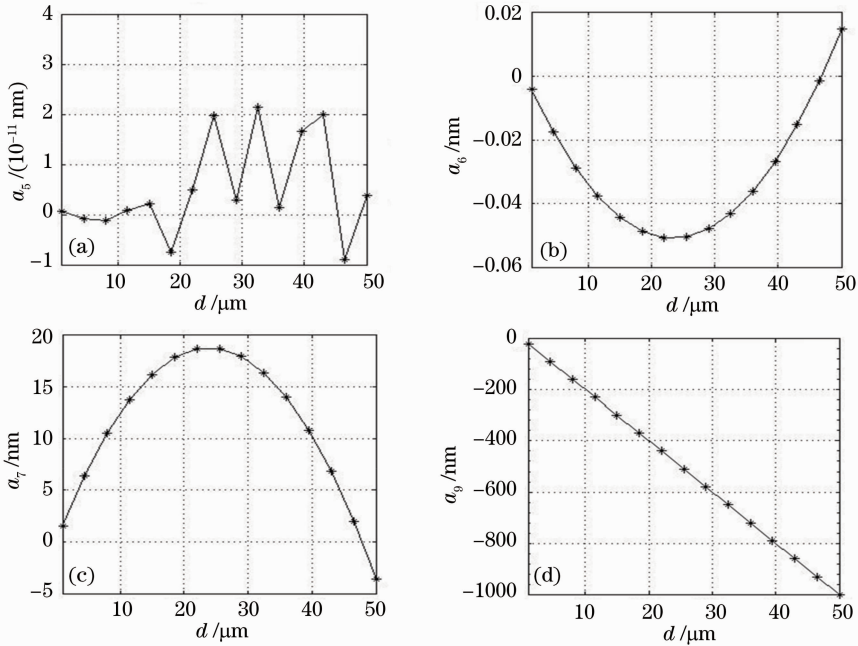 4
3
2
1
0
−1
a5/(10−11 nm)
(a)
10 20 30 40 50
d/μm
0.02
0
−0.02
−0.04
−0.06
a6/nm
(b)
10 20 30 40 50
d/μm
20
15
10
5
0
−5
a7/nm
(c)
10 20 30 40 50
d/μm
0
−200
−400
−600
−800
−1000
a9/nm
(d)
10 20 30 40 50
d/μm